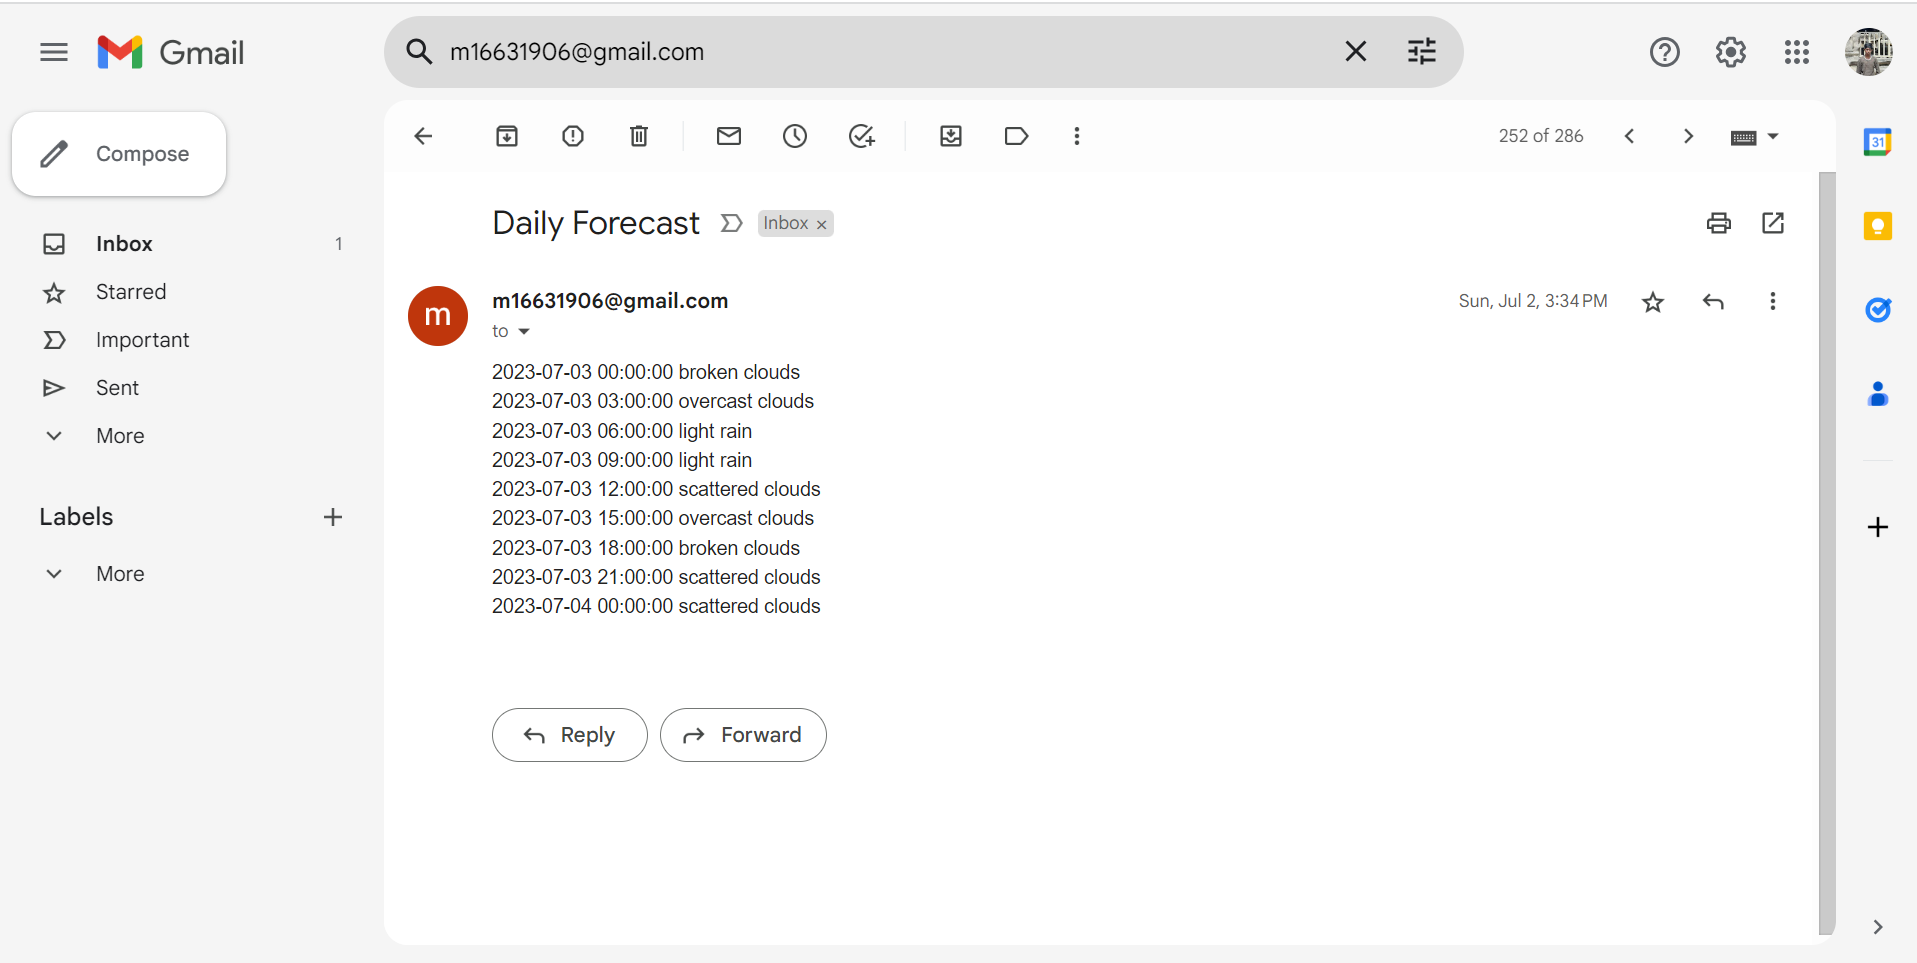 Gmail
m16631906@gmail.com
Compose
252 of 286
31
Inbox 1
Starred
Important
Sent
More
Labels
More
Daily Forecast Inbox
m
m16631906@gmail.com
Sun, Jul 2, 3:34 PM
to
2023-07-03 00:00:00 broken clouds
2023-07-03 03:00:00 overcast clouds
2023-07-03 06:00:00 light rain
2023-07-03 09:00:00 light rain
2023-07-03 12:00:00 scattered clouds
2023-07-03 15:00:00 overcast clouds
2023-07-03 18:00:00 broken clouds
2023-07-03 21:00:00 scattered clouds
2023-07-04 00:00:00 scattered clouds
Reply
Forward